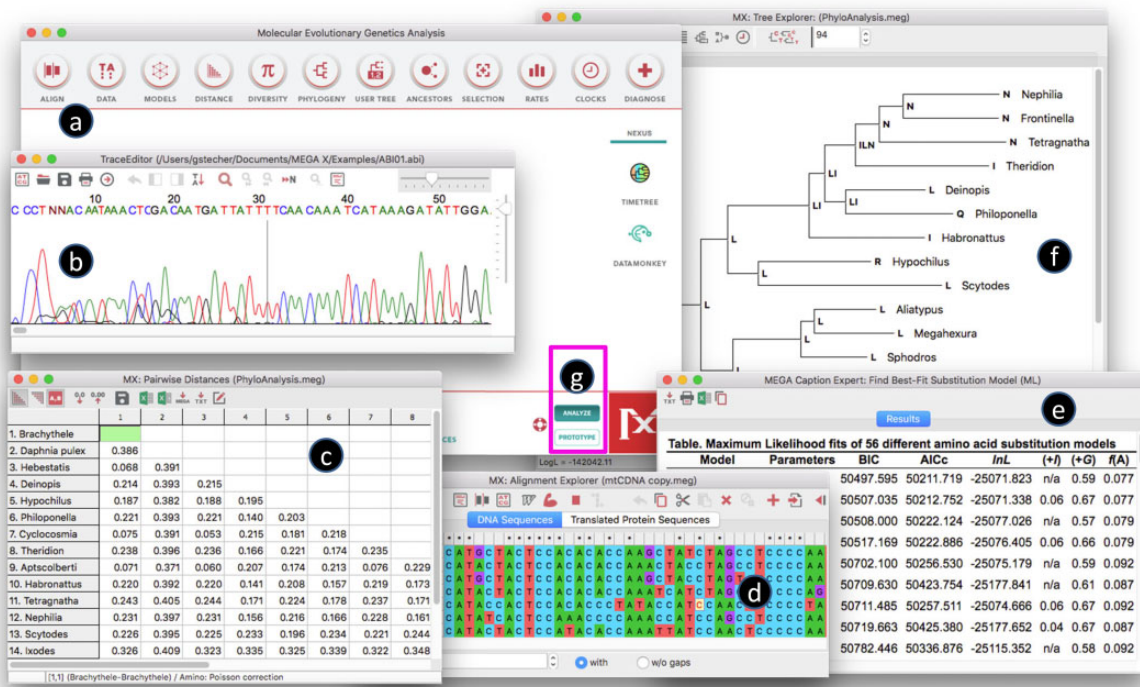 Molecular Evolutionary Genetics Analysis
ALIGN DATA MODELS DISTANCE DIVERSITY PHYLOGENY USER TREE ANCESTORS SELECTION RATES CLOCKS DIAGNOSE
a
NEXUS
TIMETREE
DATAMONKEY
g
ANALYZE
PROTOTYPE
TraceEditor (/Users/gstecher/Documents/MEGA X/Examples/ABI01.abi)
10 20 30 40 50
b
MX: Tree Explorer: (PhyloAnalysis.meg)
94
N Nephilia
N Frontinella
N
N Tetragnatha
N
ILN
I Theridion
LI
L Deinopis
LI
Q Philoponella
LI
I Habronattus
f
L
R Hypochilus
L
L Scytodes
L
L Aliatypus
L
L Megahexura
L
L Sphodros
LogL = -142042.11
MX: Pairwise Distances (PhyloAnalysis.meg)
1 2 3 4 5 6 7 8
1. Brachythele
2. Daphnia pulex 0.386
3. Hebestatis 0.068 0.391
4. Deinopis 0.214 0.393 0.215
5. Hypochilus 0.187 0.382 0.188 0.195
6. Philoponella 0.221 0.393 0.221 0.140 0.203
7. Cyclocosmia 0.075 0.391 0.053 0.215 0.181 0.218
8. Theridion 0.238 0.396 0.236 0.166 0.221 0.174 0.235
9. Aptscolberti 0.071 0.371 0.060 0.207 0.174 0.213 0.076 0.229
10. Habronattus 0.220 0.392 0.220 0.141 0.208 0.157 0.219 0.173
11. Tetragnatha 0.243 0.405 0.244 0.171 0.224 0.178 0.237 0.171
12. Nephilia 0.231 0.397 0.231 0.156 0.216 0.166 0.228 0.161
13. Scytodes 0.226 0.393 0.225 0.233 0.196 0.234 0.221 0.244
14. Ixodes 0.326 0.409 0.323 0.335 0.325 0.339 0.322 0.348
c
[1,1] (Brachythele-Brachythele) / Amino: Poisson correction
MX: Alignment Explorer (mtCDNA copy.meg)
DNA Sequences Translated Protein Sequences
d
with w/o gaps
MEGA Caption Expert: Find Best-Fit Substitution Model (ML)
e
Results
Table. Maximum Likelihood fits of 56 different amino acid substitution models
Model Parameters BIC AICc lnL (+I) (+G) f(A)
50497.595 50211.719 -25071.823 n/a 0.59 0.077
50507.035 50212.752 -25071.338 0.06 0.67 0.077
50508.000 50222.124 -25077.026 n/a 0.57 0.079
50517.169 50222.886 -25076.405 0.06 0.66 0.079
50702.100 50256.530 -25075.179 n/a 0.59 0.092
50709.630 50423.754 -25177.841 n/a 0.61 0.087
50711.485 50257.511 -25074.666 0.06 0.67 0.092
50719.663 50425.380 -25177.652 0.04 0.67 0.087
50782.446 50336.876 -25115.352 n/a 0.58 0.092